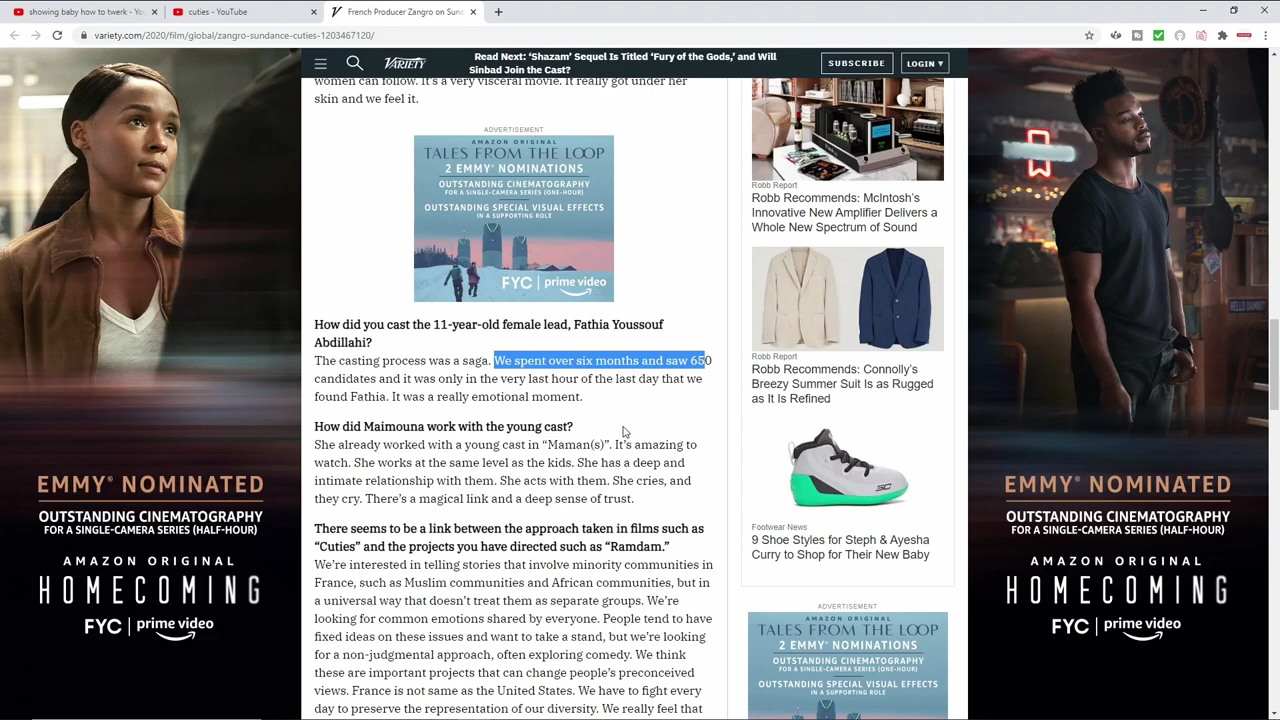 showing baby how to twerk - Yo
cuties - YouTube
French Producer Zangro on Sund
variety.com/2020/film/global/zangro-sundance-cuties-1203467120/
VARIETY
Read Next: ‘Shazam’ Sequel Is Titled ‘Fury of the Gods,’ and Will
Sinbad Join the Cast?
SUBSCRIBE
LOGIN ▾
women can follow. It’s a very visceral movie. It really got under her
skin and we feel it.
ADVERTISEMENT
AMAZON ORIGINAL
TALES FROM THE LOOP
2 EMMY® NOMINATIONS
OUTSTANDING CINEMATOGRAPHY
FOR A SINGLE-CAMERA SERIES (ONE-HOUR)
OUTSTANDING SPECIAL VISUAL EFFECTS
IN A SUPPORTING ROLE
FYC | prime video
How did you cast the 11-year-old female lead, Fathia Youssouf
Abdillahi?
The casting process was a saga. We spent over six months and saw 650
candidates and it was only in the very last hour of the last day that we
found Fathia. It was a really emotional moment.
How did Maimouna work with the young cast?
She already worked with a young cast in “Maman(s)”. It’s amazing to
watch. She works at the same level as the kids. She has a deep and
intimate relationship with them. She acts with them. She cries, and
they cry. There’s a magical link and a deep sense of trust.
There seems to be a link between the approach taken in films such as
“Cuties” and the projects you have directed such as “Ramdam.”
We’re interested in telling stories that involve minority communities in
France, such as Muslim communities and African communities, but in
a universal way that doesn’t treat them as separate groups. We’re
looking for common emotions shared by everyone. People tend to have
fixed ideas on these issues and want to take a stand, but we’re looking
for a non-judgmental approach, often exploring comedy. We think
these are important projects that can change people’s preconceived
views. France is not same as the United States. We have to fight every
day to preserve the representation of our diversity. We really feel that
Robb Report
Robb Recommends: McIntosh’s
Innovative New Amplifier Delivers a
Whole New Spectrum of Sound
Robb Report
Robb Recommends: Connolly’s
Breezy Summer Suit Is as Rugged
as It Is Refined
Footwear News
9 Shoe Styles for Steph & Ayesha
Curry to Shop for Their New Baby
ADVERTISEMENT
AMAZON ORIGINAL
TALES FROM THE LOOP
2 EMMY® NOMINATIONS
OUTSTANDING CINEMATOGRAPHY
FOR A SINGLE-CAMERA SERIES (ONE-HOUR)
OUTSTANDING SPECIAL VISUAL EFFECTS
IN A SUPPORTING ROLE
EMMY® NOMINATED
OUTSTANDING CINEMATOGRAPHY
FOR A SINGLE-CAMERA SERIES (HALF-HOUR)
AMAZON ORIGINAL
HOMECOMING
FYC | prime video
EMMY® NOMINATED
OUTSTANDING CINEMATOGRAPHY
FOR A SINGLE-CAMERA SERIES (HALF-HOUR)
AMAZON ORIGINAL
HOMECOMING
FYC | prime video